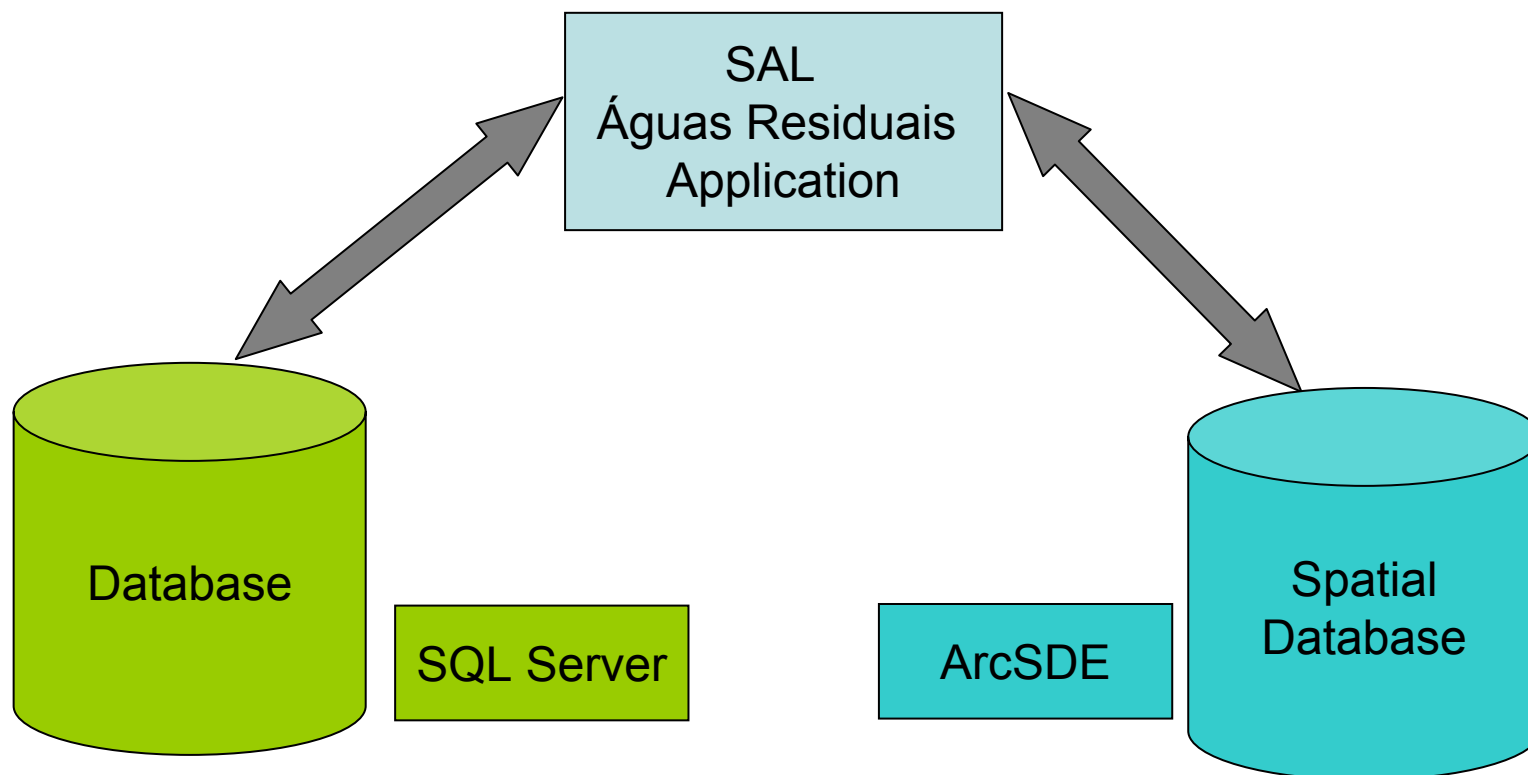 SAL
Águas Residuais
Application
Database
SQL Server
ArcSDE
Spatial
Database